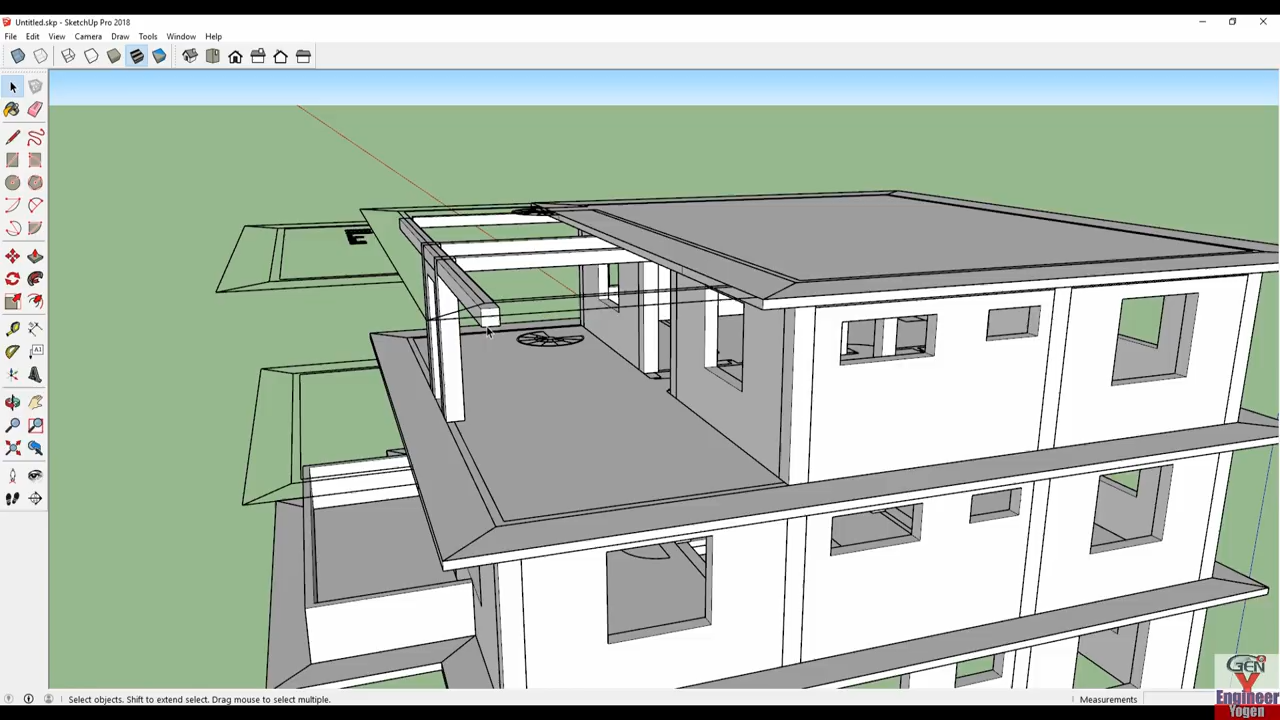 Untitled.skp - SketchUp Pro 2018
File Edit View Camera Draw Tools Window Help
E
A1
Select objects. Shift to extend select. Drag mouse to select multiple.
Measurements
GEN
Y
Engineer
Yogen